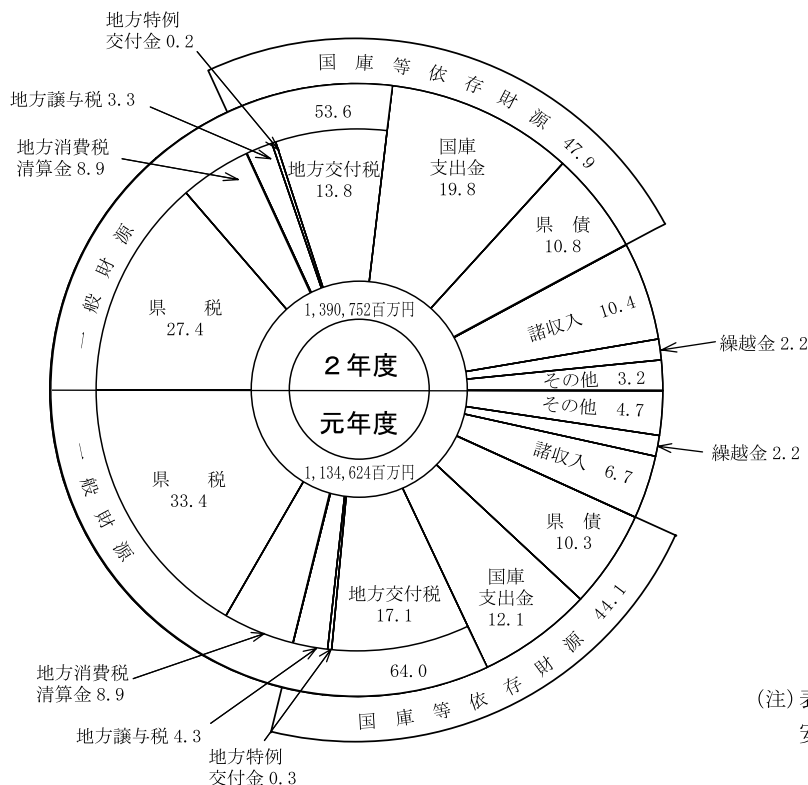 地方特例
交付金 0.2
国庫等依存財源 47.9
地方譲与税 3.3
53.6
地方消費税
清算金 8.9
地方交付税
13.8
国庫
支出金
19.8
県　債
10.8
一般財源
県　税
27.4
1,390,752百万円
諸収入 10.4
繰越金 2.2
２年度
その他 3.2
元年度
その他 4.7
繰越金 2.2
一般財源
県　税
33.4
1,134,624百万円
諸収入 6.7
県　債
10.3
国庫
支出金
12.1
地方交付税
17.1
64.0
国庫等依存財源 44.1
地方消費税
清算金 8.9
地方譲与税 4.3
地方特例
交付金 0.3
(注)